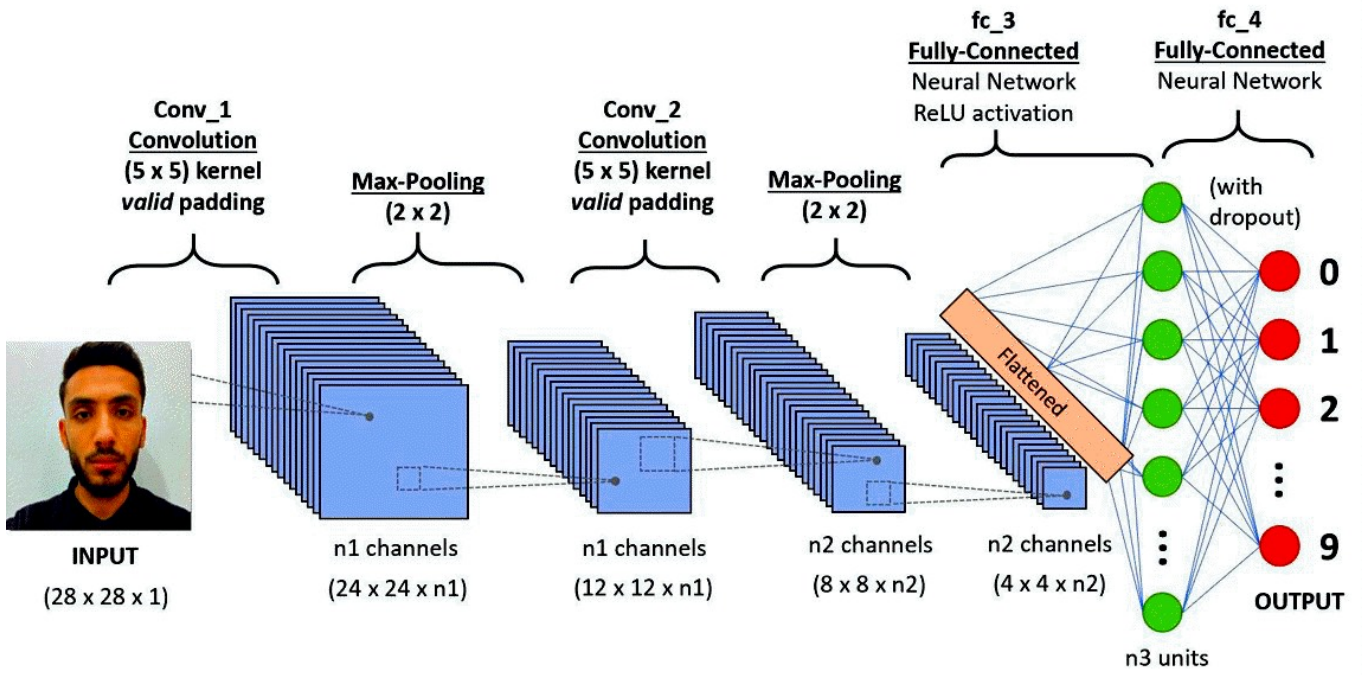 Conv_1
Convolution
(5 x 5) kernel
valid padding
Max-Pooling
(2 x 2)
Conv_2
Convolution
(5 x 5) kernel
valid padding
Max-Pooling
(2 x 2)
fc_3
Fully-Connected
Neural Network
ReLU activation
fc_4
Fully-Connected
Neural Network
(with
dropout)
Flattened
0
1
2
9
INPUT
(28 x 28 x 1)
n1 channels
(24 x 24 x n1)
n1 channels
(12 x 12 x n1)
n2 channels
(8 x 8 x n2)
n2 channels
(4 x 4 x n2)
n3 units
OUTPUT